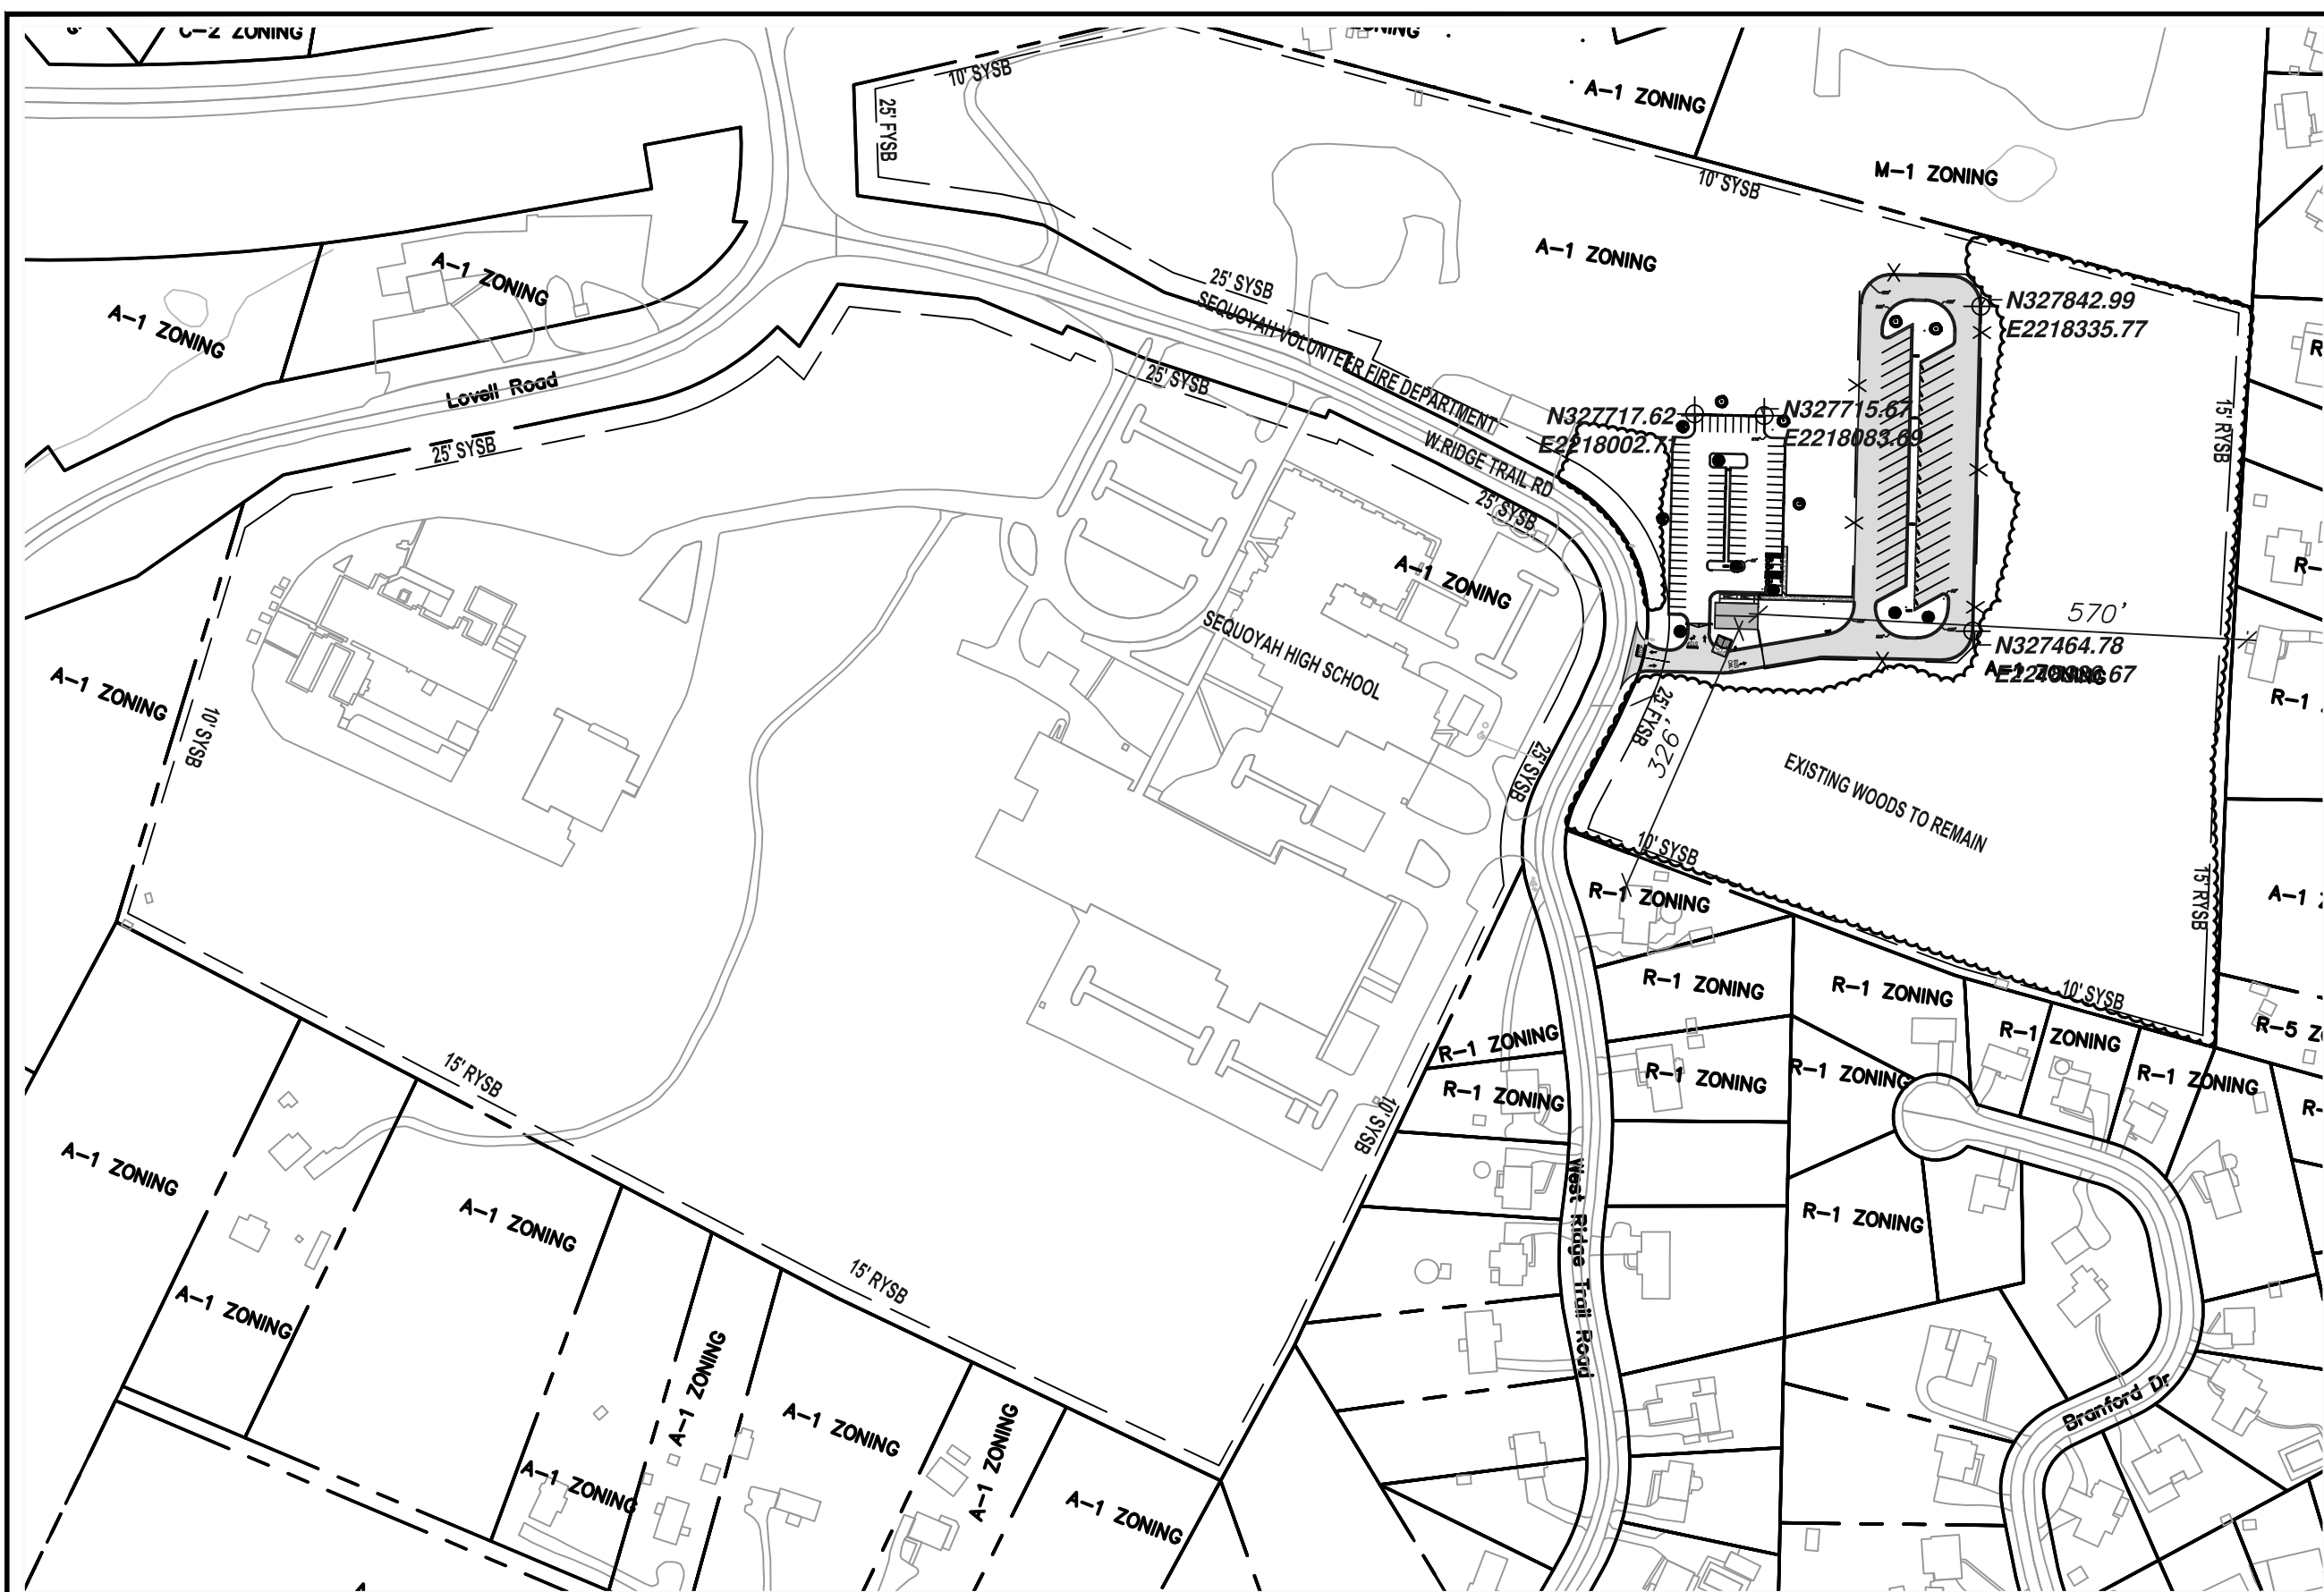 C-2 ZONING
10' SYSB
25' FYSB
A-1 ZONING
M-1 ZONING
10' SYSB
A-1 ZONING
A-1 ZONING
A-1 ZONING
25' SYSB
SEQUOYAH VOLUNTEER FIRE DEPARTMENT
N327842.99
E2218335.77
Lovell Road
25' SYSB
25' SYSB
N327717.62
E2218002.71
N327715.67
E2218083.69
15' RYSB
W.RIDGE TRAIL RD
25' SYSB
A-1 ZONING
SEQUOYAH HIGH SCHOOL
570'
N327464.78
A-1 ZONING
A-1 ZONING
10' SYSB
25' FYSB
326'
25' SYSB
R-1
EXISTING WOODS TO REMAIN
10' SYSB
R-1 ZONING
15' RYSB
A-1
R-1 ZONING
R-1 ZONING
10' SYSB
R-1 ZONING
R-1 ZONING
R-5
15' RYSB
R-1 ZONING
R-1 ZONING
R-1 ZONING
R-1 ZONING
10' SYSB
A-1 ZONING
A-1 ZONING
West Ridge Trail Road
R-1 ZONING
15' RYSB
A-1 ZONING
A-1 ZONING
A-1 ZONING
A-1 ZONING
Branford Dr
A-1 ZONING
A-1 ZONING